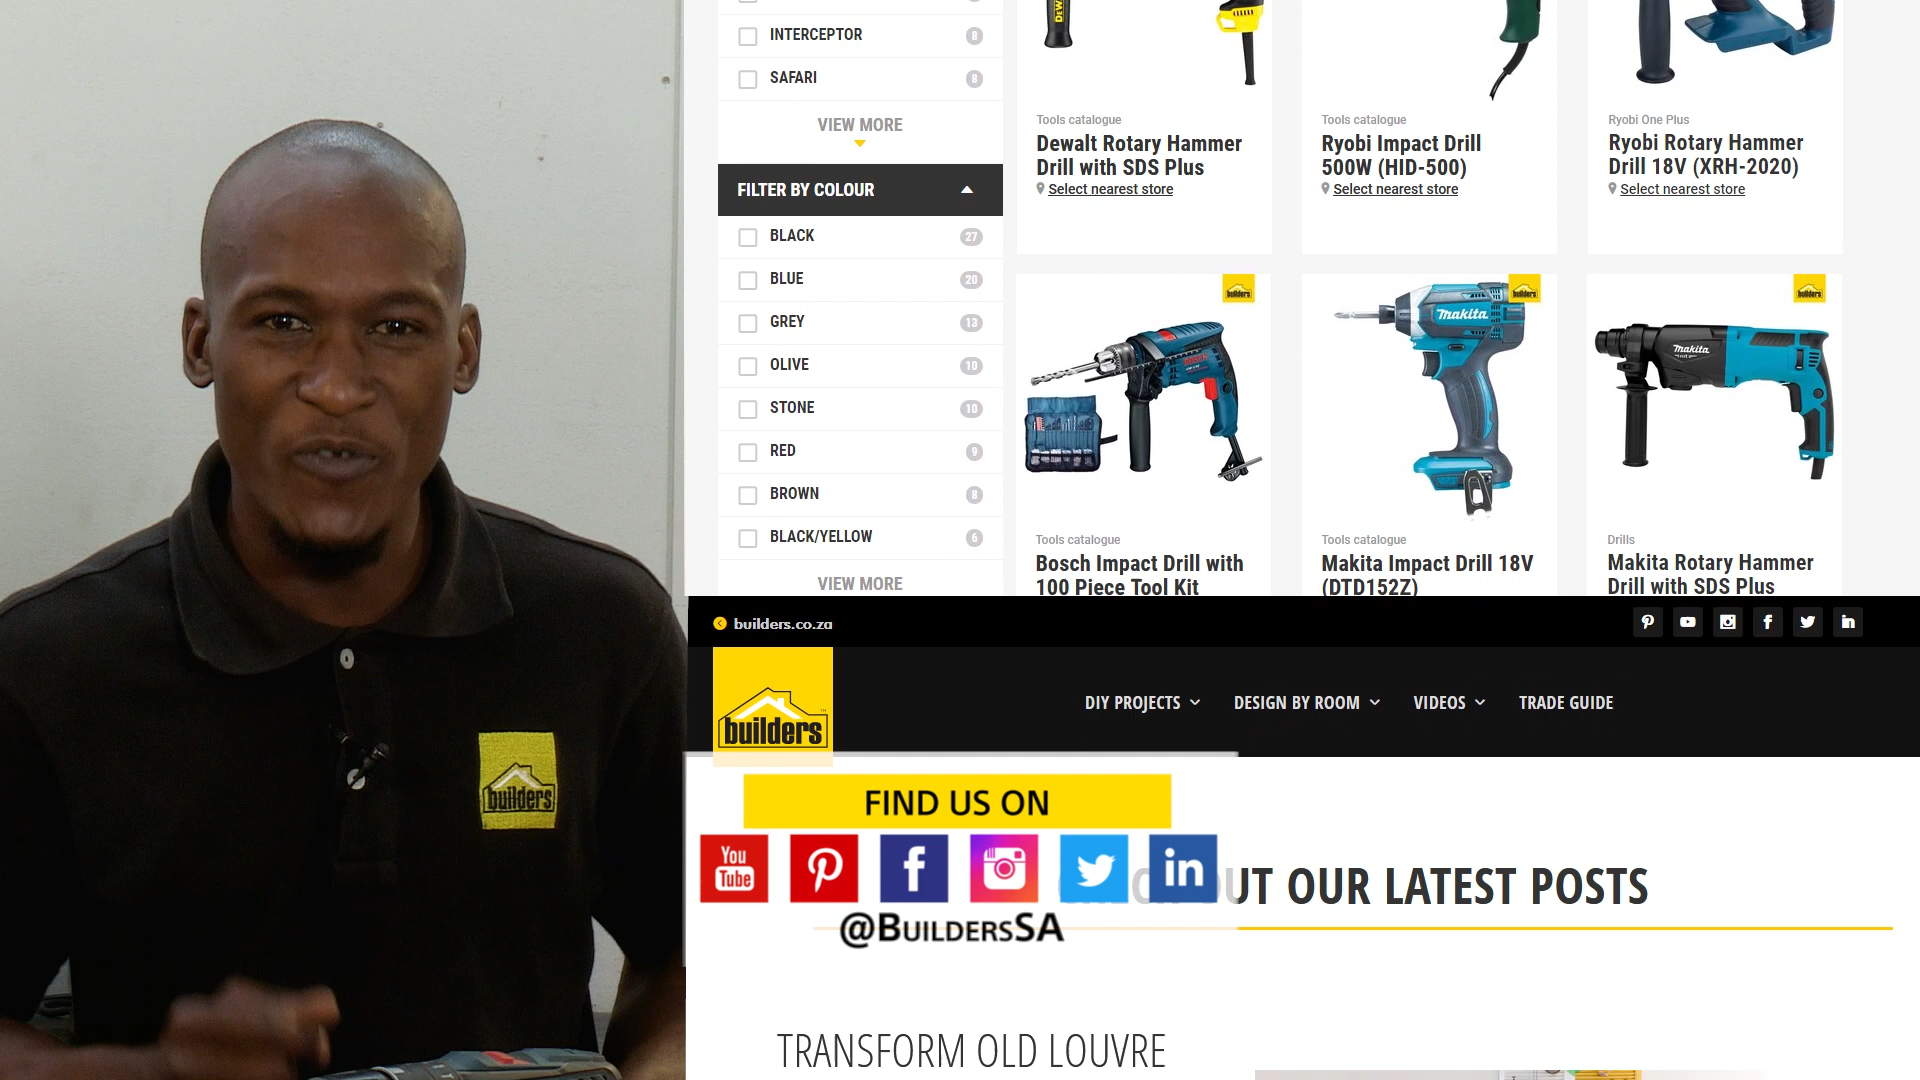 INTERCEPTOR 8
SAFARI 8
VIEW MORE
FILTER BY COLOUR
BLACK 27
BLUE 20
GREY 13
OLIVE 10
STONE 10
RED 9
BROWN 8
BLACK/YELLOW 6
VIEW MORE
Tools catalogue
Dewalt Rotary Hammer
Drill with SDS Plus
Select nearest store
Tools catalogue
Ryobi Impact Drill
500W (HID-500)
Select nearest store
Ryobi One Plus
Ryobi Rotary Hammer
Drill 18V (XRH-2020)
Select nearest store
builders
BOSCH
Tools catalogue
Bosch Impact Drill with
100 Piece Tool Kit
builders
makita
Tools catalogue
Makita Impact Drill 18V
(DTD152Z)
builders
makita
Drills
Makita Rotary Hammer
Drill with SDS Plus
builders.co.za
builders
DIY PROJECTS
DESIGN BY ROOM
VIDEOS
TRADE GUIDE
FIND US ON
You
Tube
in
@BUILDERSSA
UT OUR LATEST POSTS
TRANSFORM OLD LOUVRE
builders